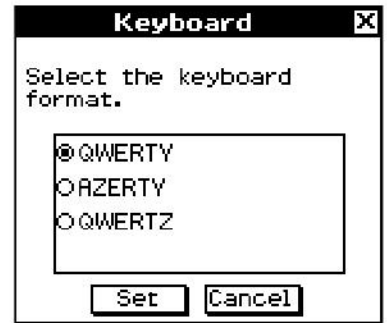 Keyboard
Select the keyboard
format.
QWERTY
AZERTY
QWERTZ
Set Cancel